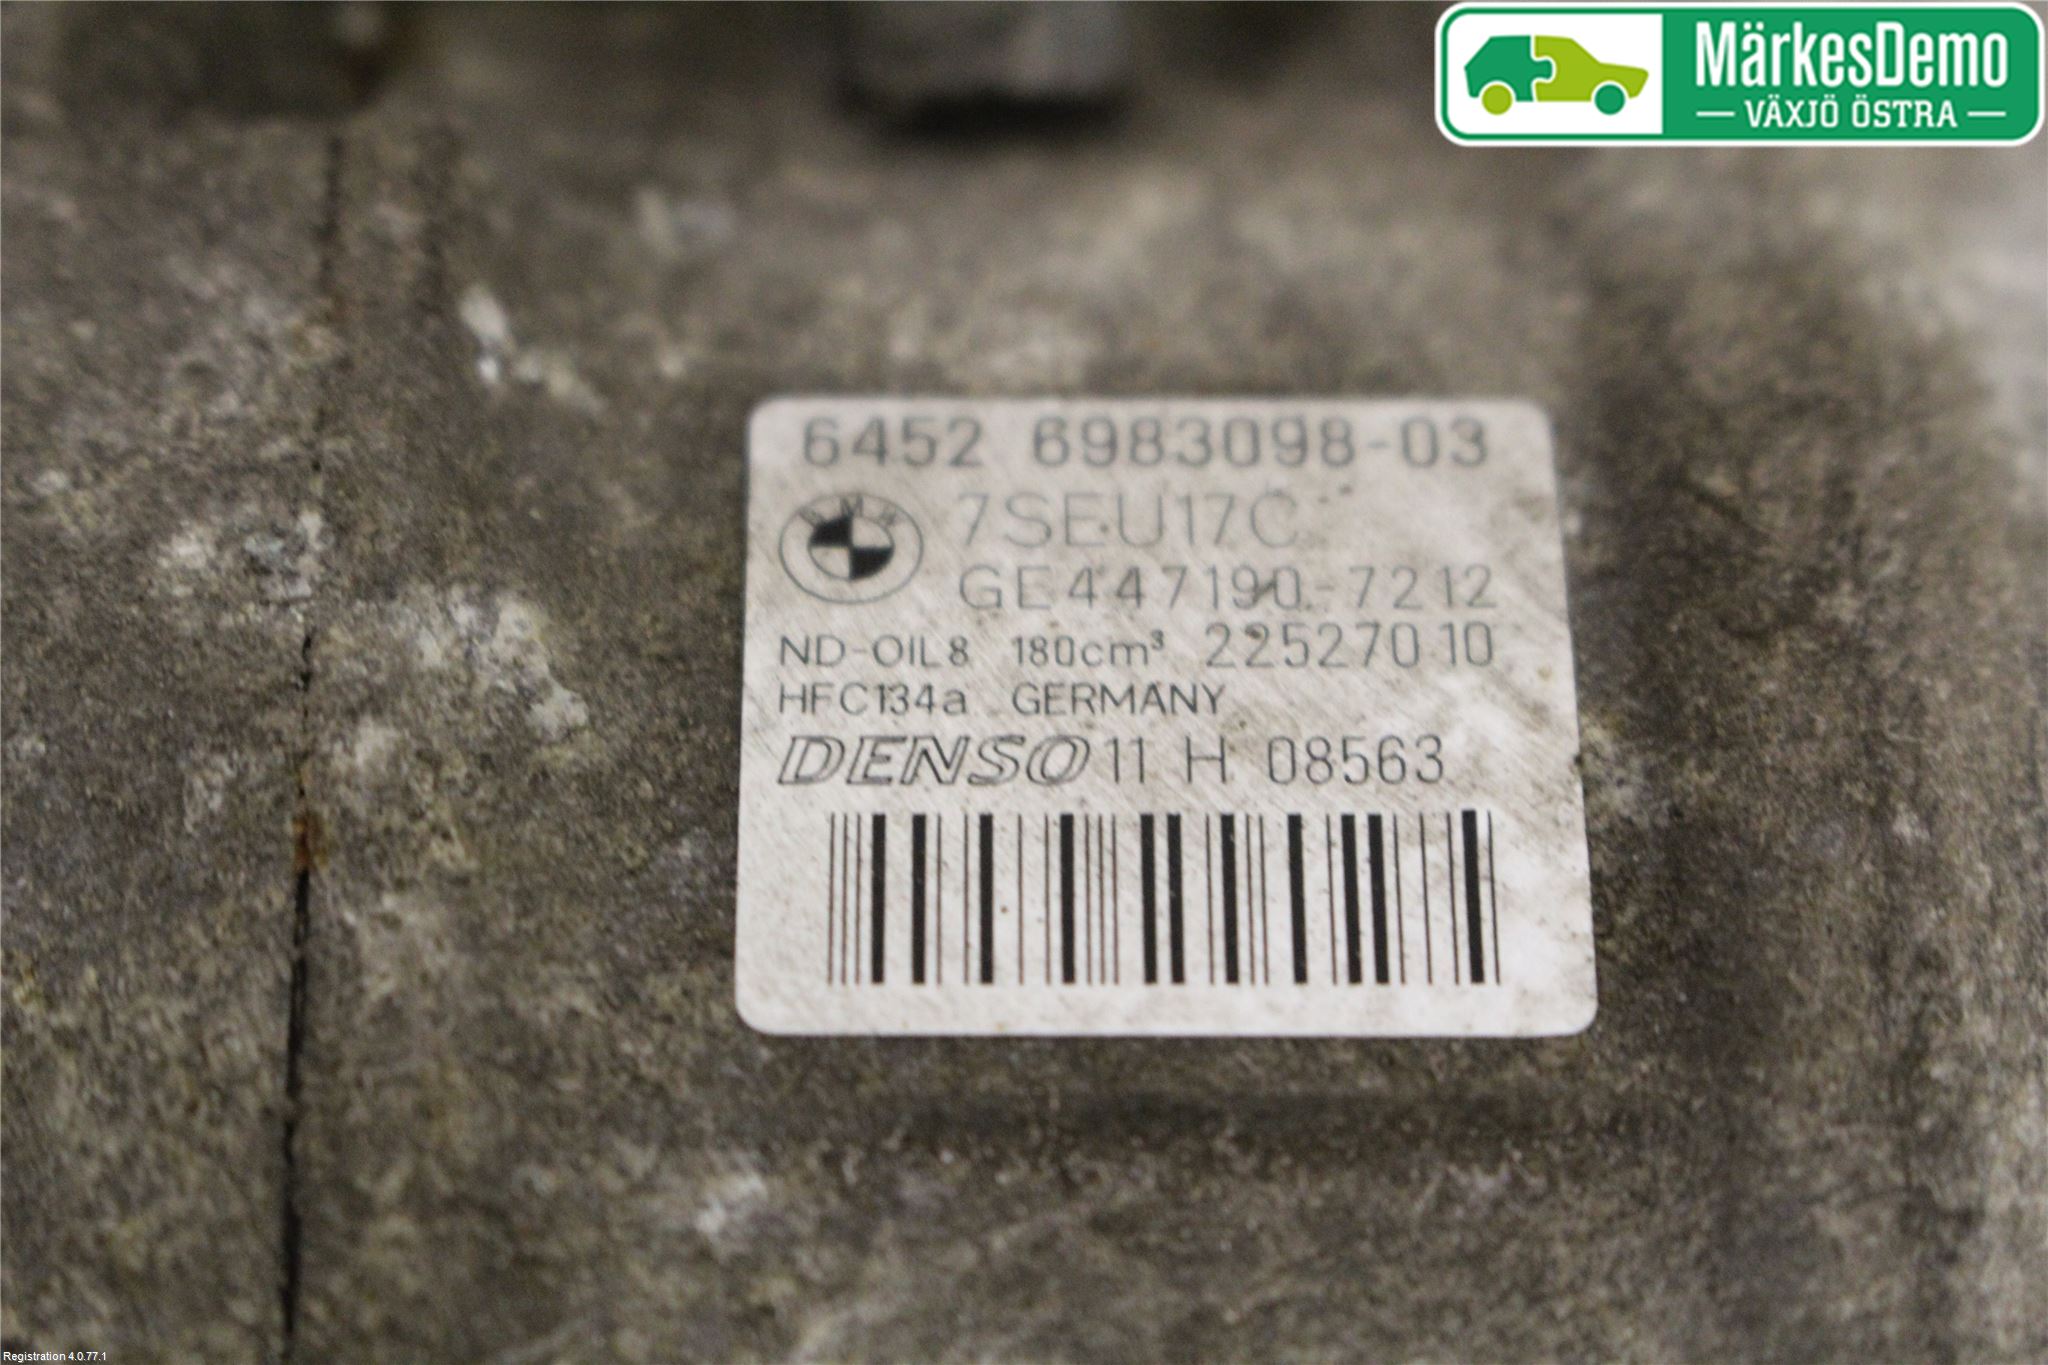 MärkesDemo
VÄXJÖ ÖSTRA
6452 6983098-03
BMW
7SEU17C
GE447190-7212
ND-OIL8 180cm³ 22527010
HFC134a GERMANY
DENSO 11 H 08563
Registration 4.0.77.1